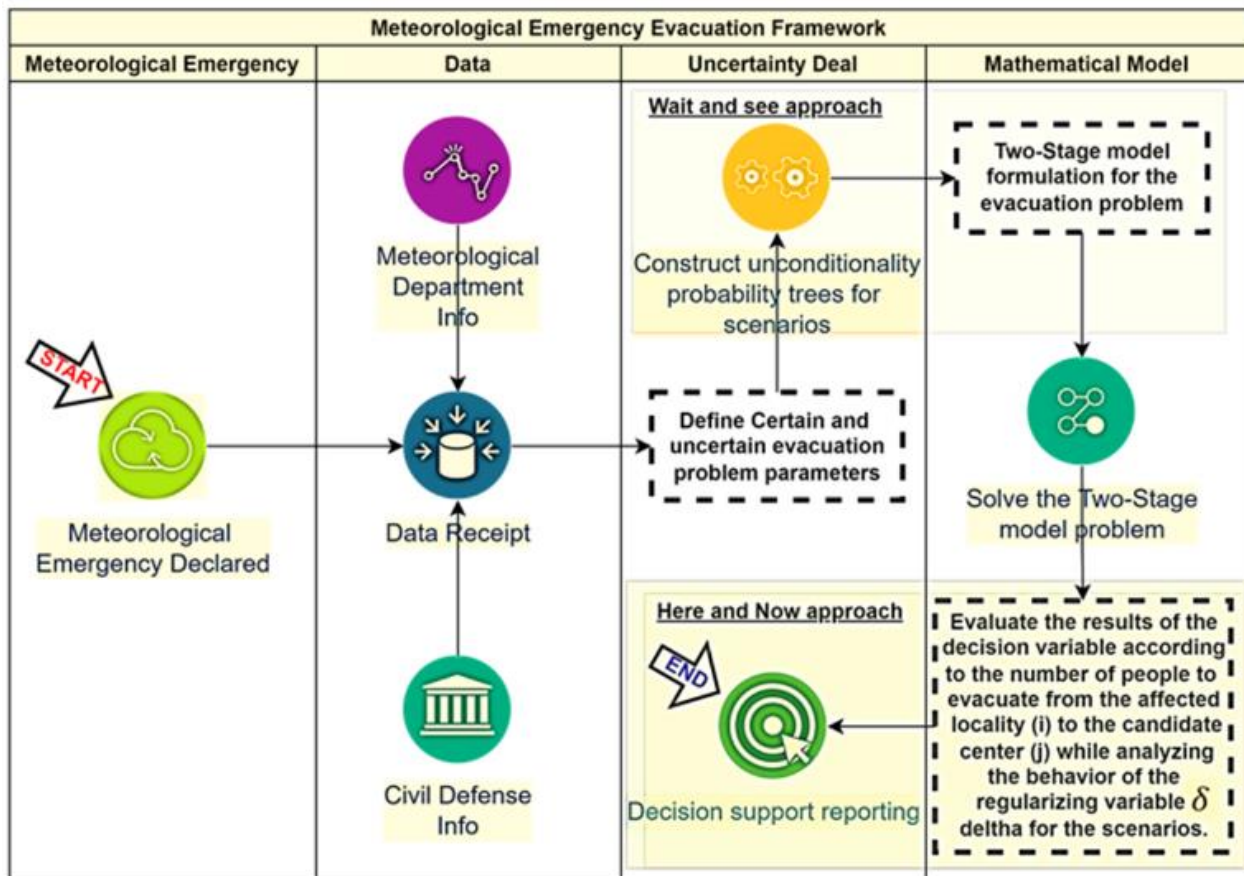 Meteorological Emergency Evacuation Framework
Meteorological Emergency
Data
Uncertainty Deal
Mathematical Model
START
Meteorological
Emergency Declared
Meteorological
Department
Info
Data Receipt
Civil Defense
Info
Wait and see approach
Construct unconditionality
probability trees for
scenarios
Define Certain and
uncertain evacuation
problem parameters
Two-Stage model
formulation for the
evacuation problem
Solve the Two-Stage
model problem
Evaluate the results of the
decision variable according
to the number of people to
evacuate from the affected
locality (i) to the candidate
center (j) while analyzing
the behavior of the
regularizing variable δ
deltha for the scenarios.
Here and Now approach
END
Decision support reporting